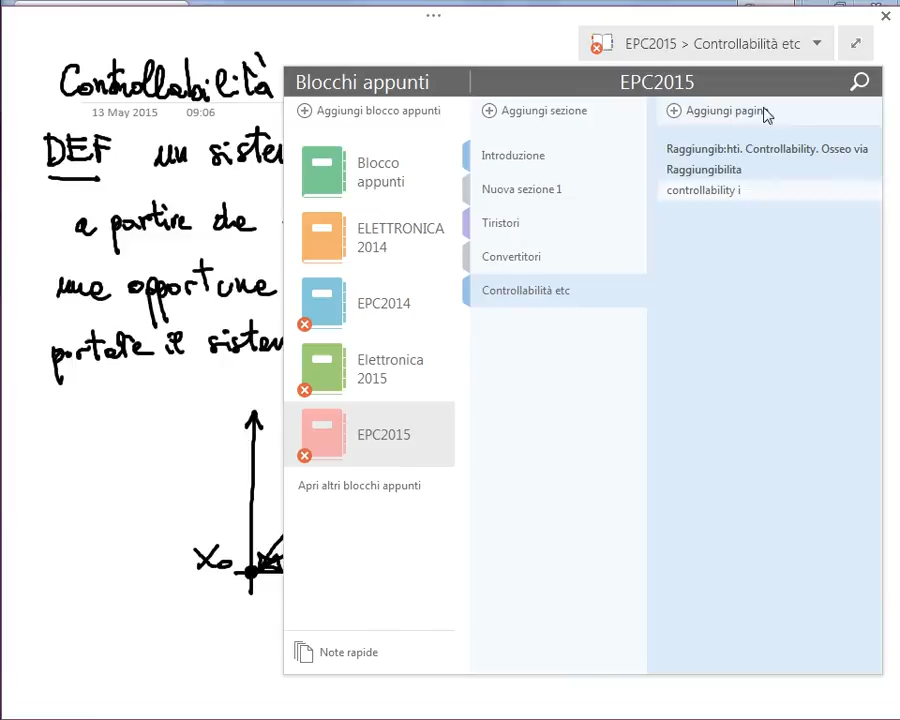 EPC2015 > Controllabilità etc
Controllabilità
13 May 2015 09:06
DEF un sistem
a partire da
una opportuna
portare il sistem
X₀
Blocchi appunti
EPC2015
Aggiungi blocco appunti
Aggiungi sezione
Aggiungi pagin
Blocco
appunti
ELETTRONICA
2014
EPC2014
Elettronica
2015
EPC2015
Apri altri blocchi appunti
Note rapide
Introduzione
Nuova sezione 1
Tiristori
Convertitori
Controllabilità etc
Raggiungib:hti. Controllability. Osseo via
Raggiungibilita
controllability i